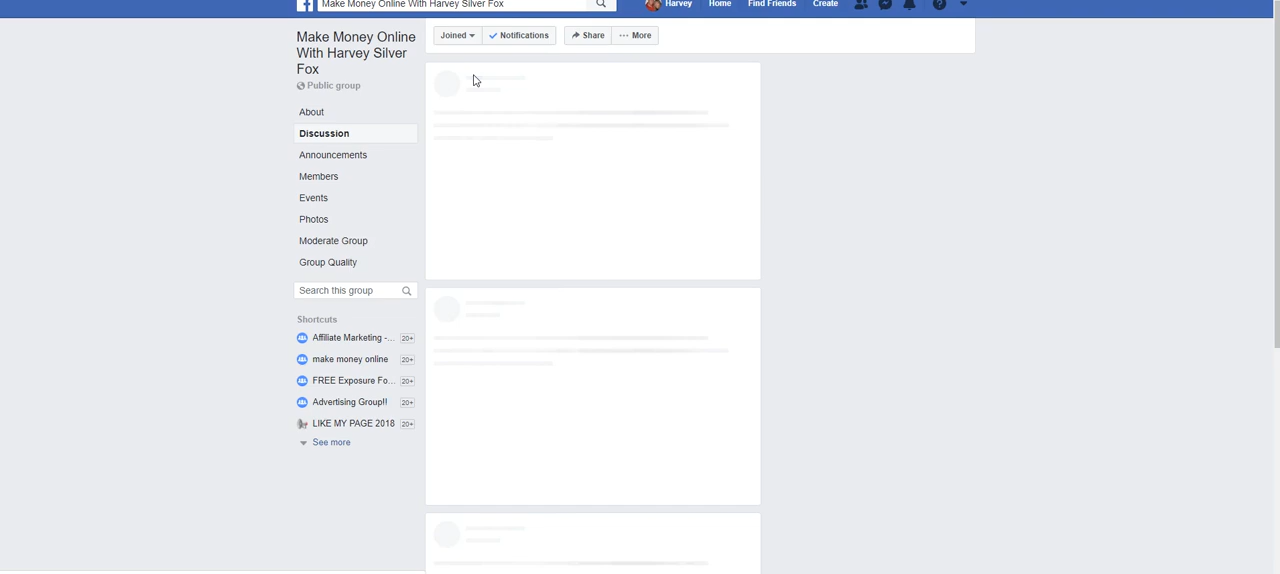 Make Money Online With Harvey Silver Fox
Harvey
Home
Find Friends
Create
Make Money Online
With Harvey Silver
Fox
Public group
Joined
Notifications
Share
More
About
Discussion
Announcements
Members
Events
Photos
Moderate Group
Group Quality
Search this group
Shortcuts
Affiliate Marketing -... 20+
make money online 20+
FREE Exposure Fo... 20+
Advertising Group!! 20+
LIKE MY PAGE 2018 20+
See more